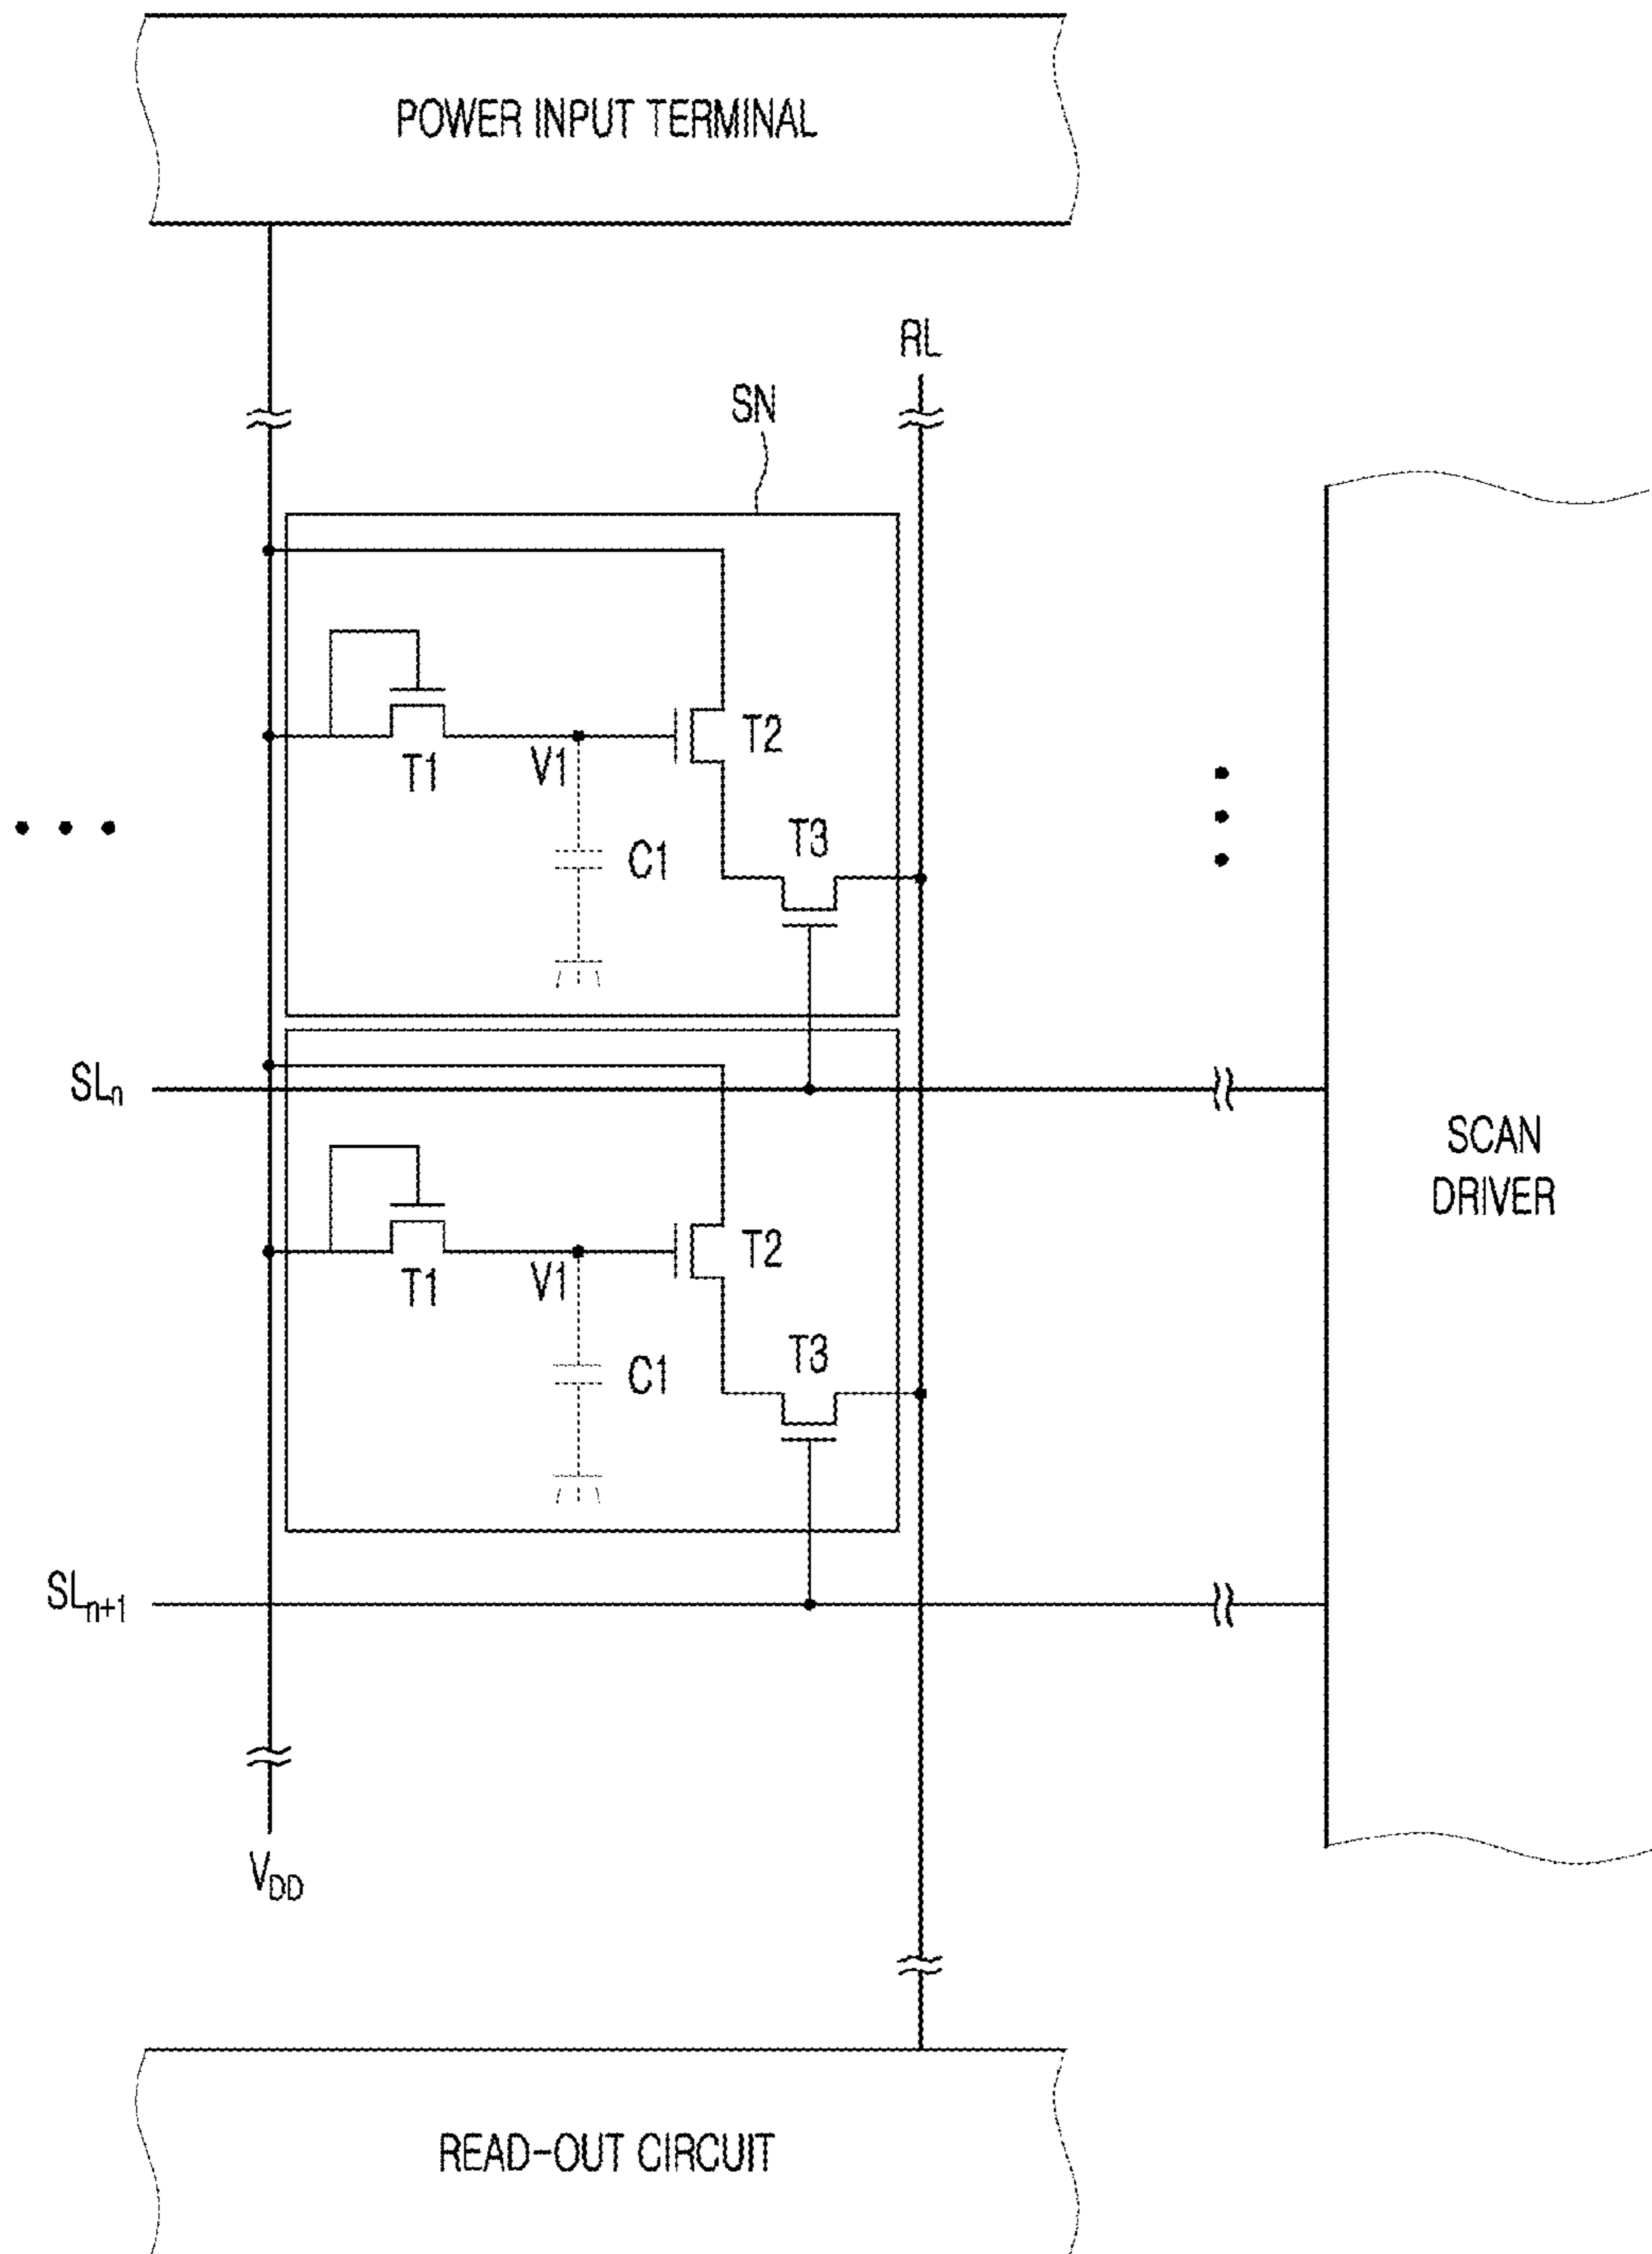 POWER INPUT TERMINAL
RL
SN
T1
V1
T2
C1
T3
SLn
SCAN
DRIVER
T1
V1
T2
C1
T3
SLn+1
VDD
READ-OUT CIRCUIT